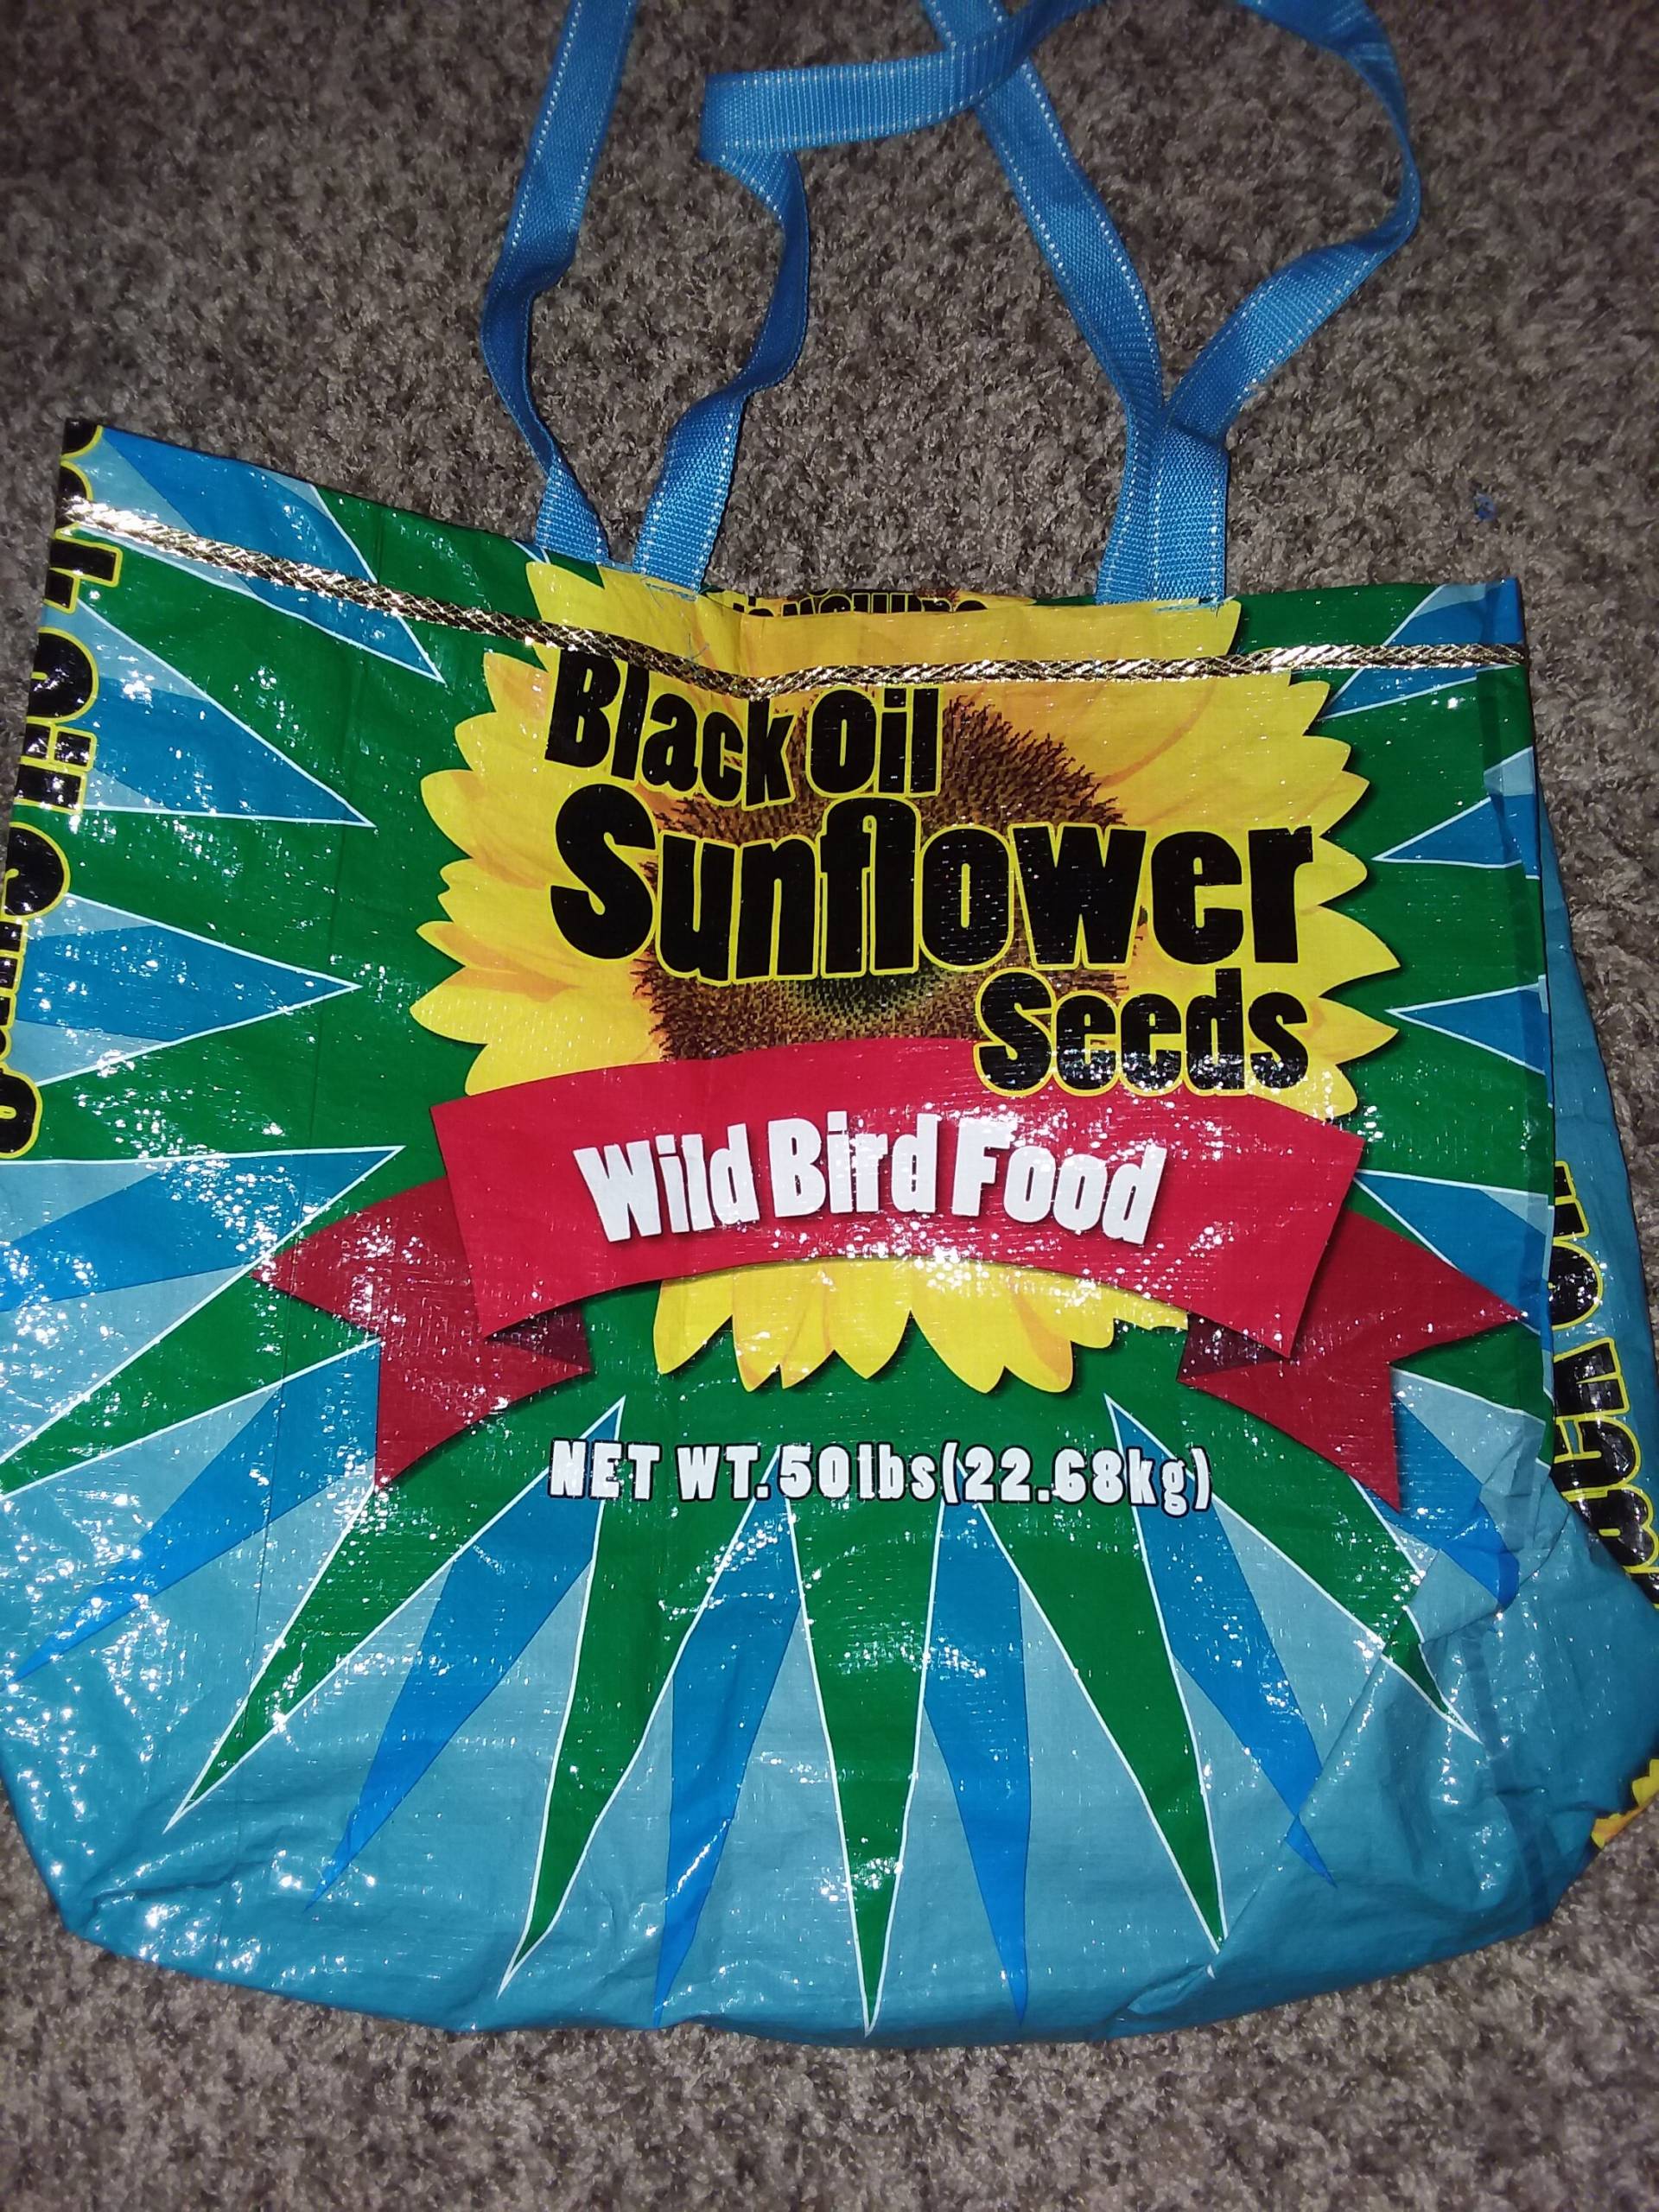 Black Oil
Sunflower
Seeds
Wild Bird Food
NET WT. 50lbs(22.68kg)